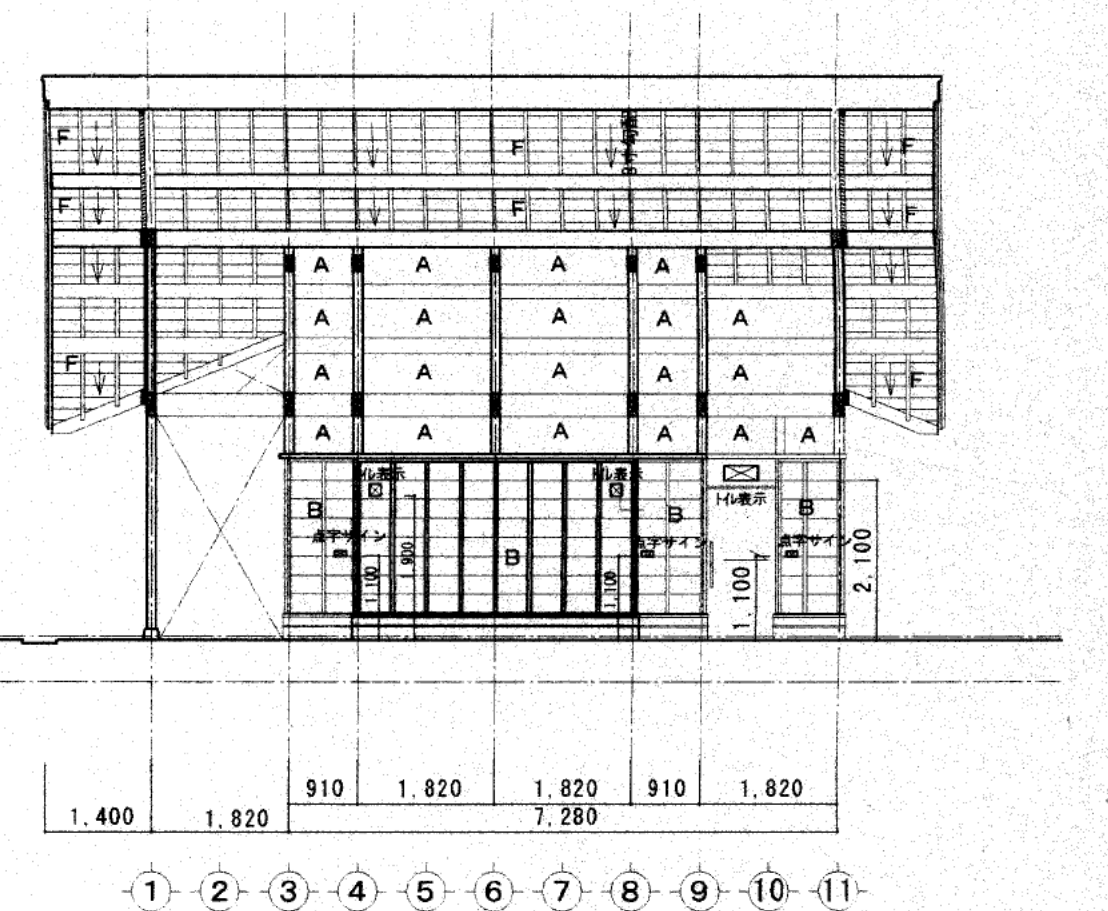 F F F
F F F
A A A A
A A A A A
A A A A A
F F
A A A A A A
トイレ表示 トイレ表示
トイレ表示
B B B
点字サイン 点字サイン 点字サイン
B
1,100 1,900 1,100 1,100 2,100
910 1,820 1,820 910 1,820
1,400 1,820 7,280
1 2 3 4 5 6 7 8 9 10 11